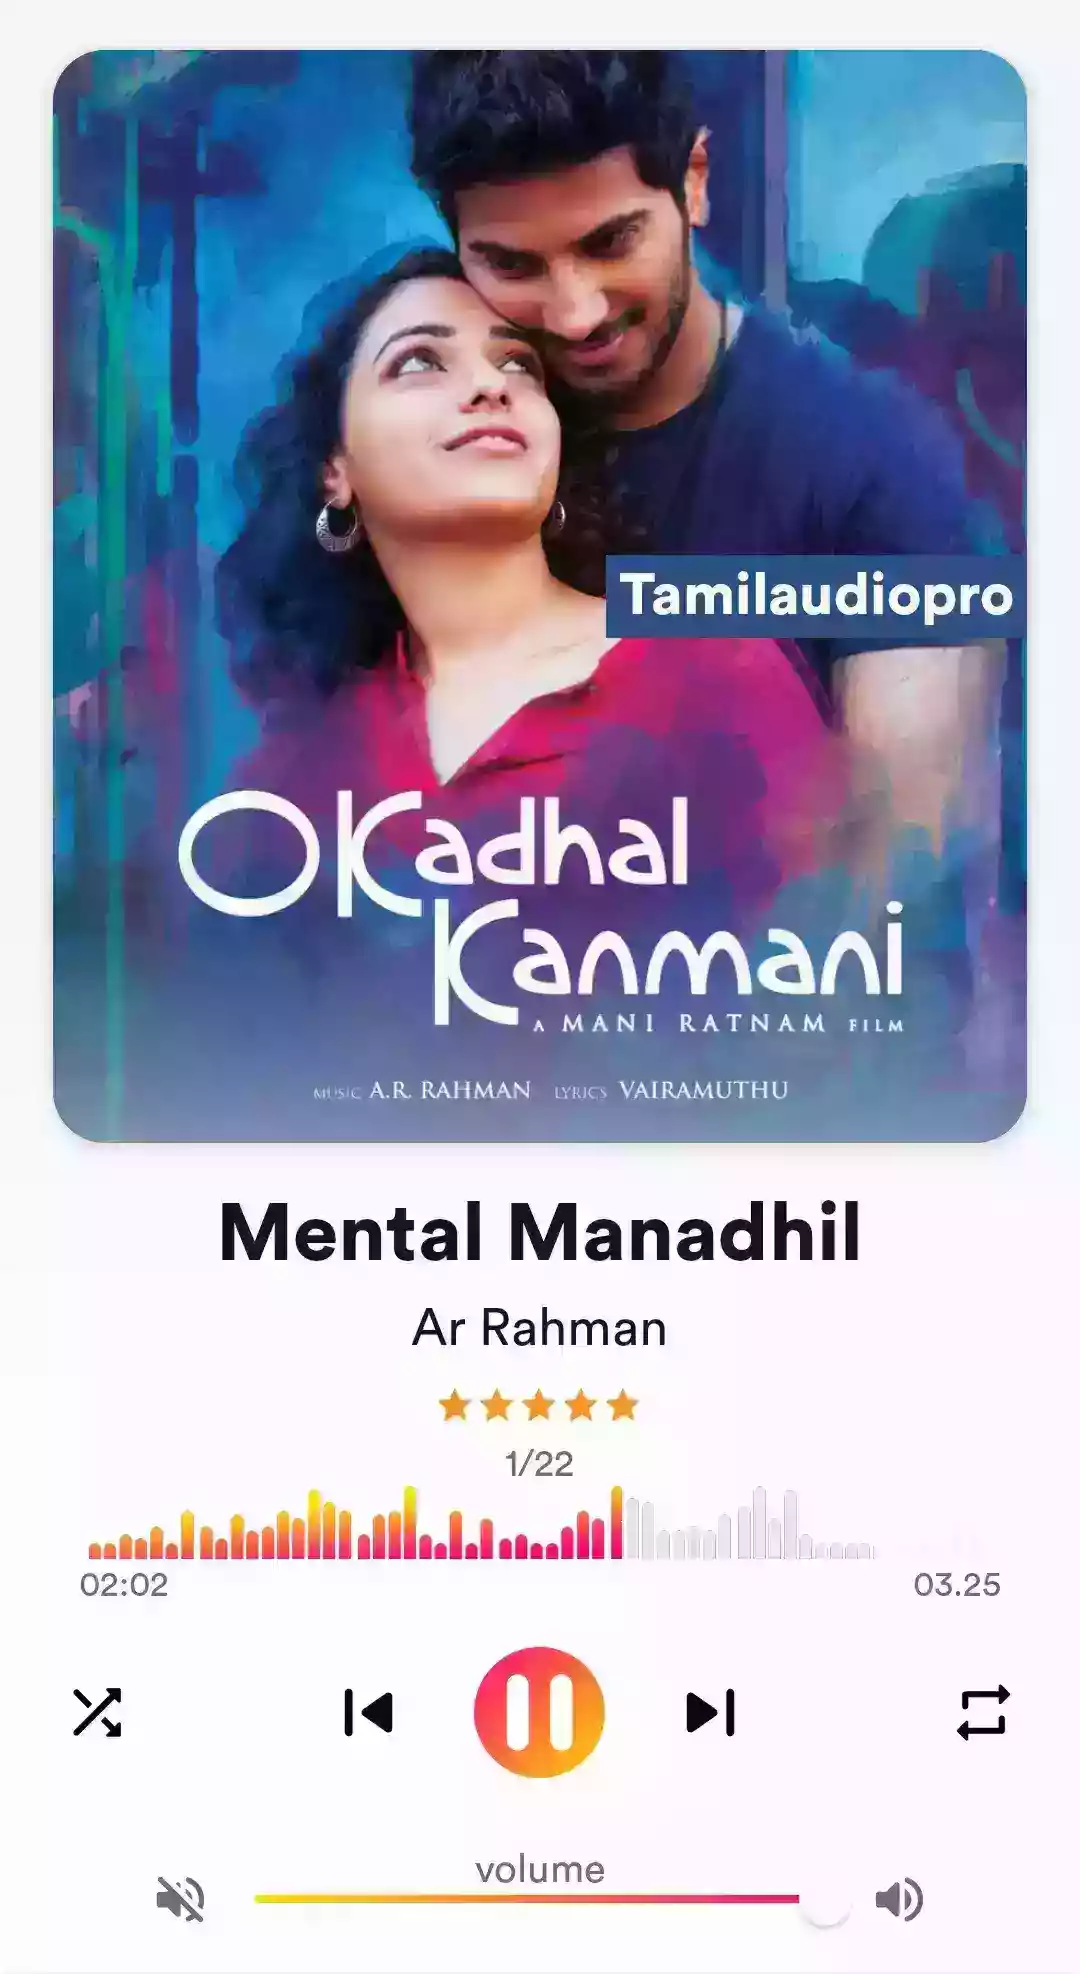 Tamilaudiopro
O Kadhal
Kanmani
A MANI RATNAM FILM
MUSIC A.R. RAHMAN LYRICS VAIRAMUTHU
Mental Manadhil
Ar Rahman
1/22
02:02 03.25
volume